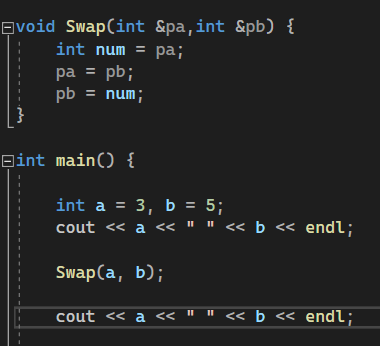 void Swap(int &pa,int &pb) {
    int num = pa;
    pa = pb;
    pb = num;
}
int main() {
    int a = 3, b = 5;
    cout << a << " " << b << endl;
    Swap(a, b);
    cout << a << " " << b << endl;